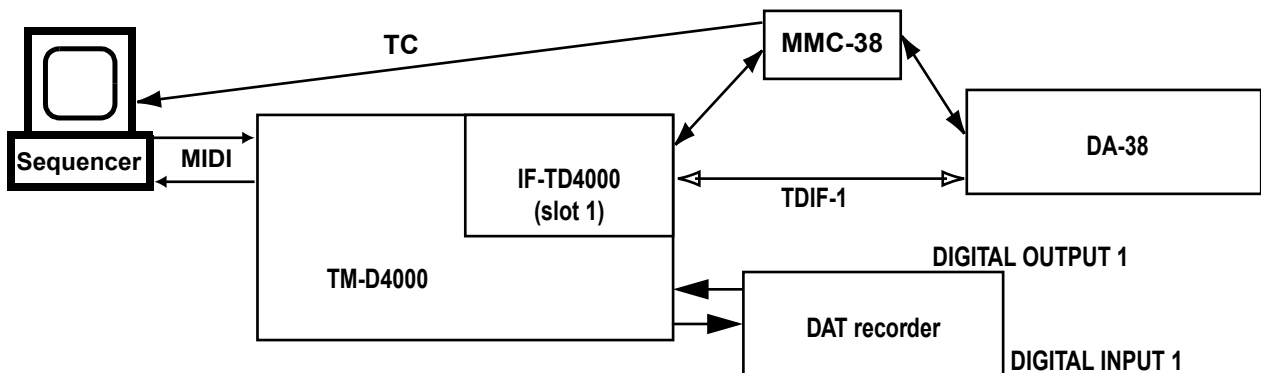 TC
MMC-38
Sequencer
MIDI
IF-TD4000
(slot 1)
DA-38
TDIF-1
TM-D4000
DIGITAL OUTPUT 1
DAT recorder
DIGITAL INPUT 1